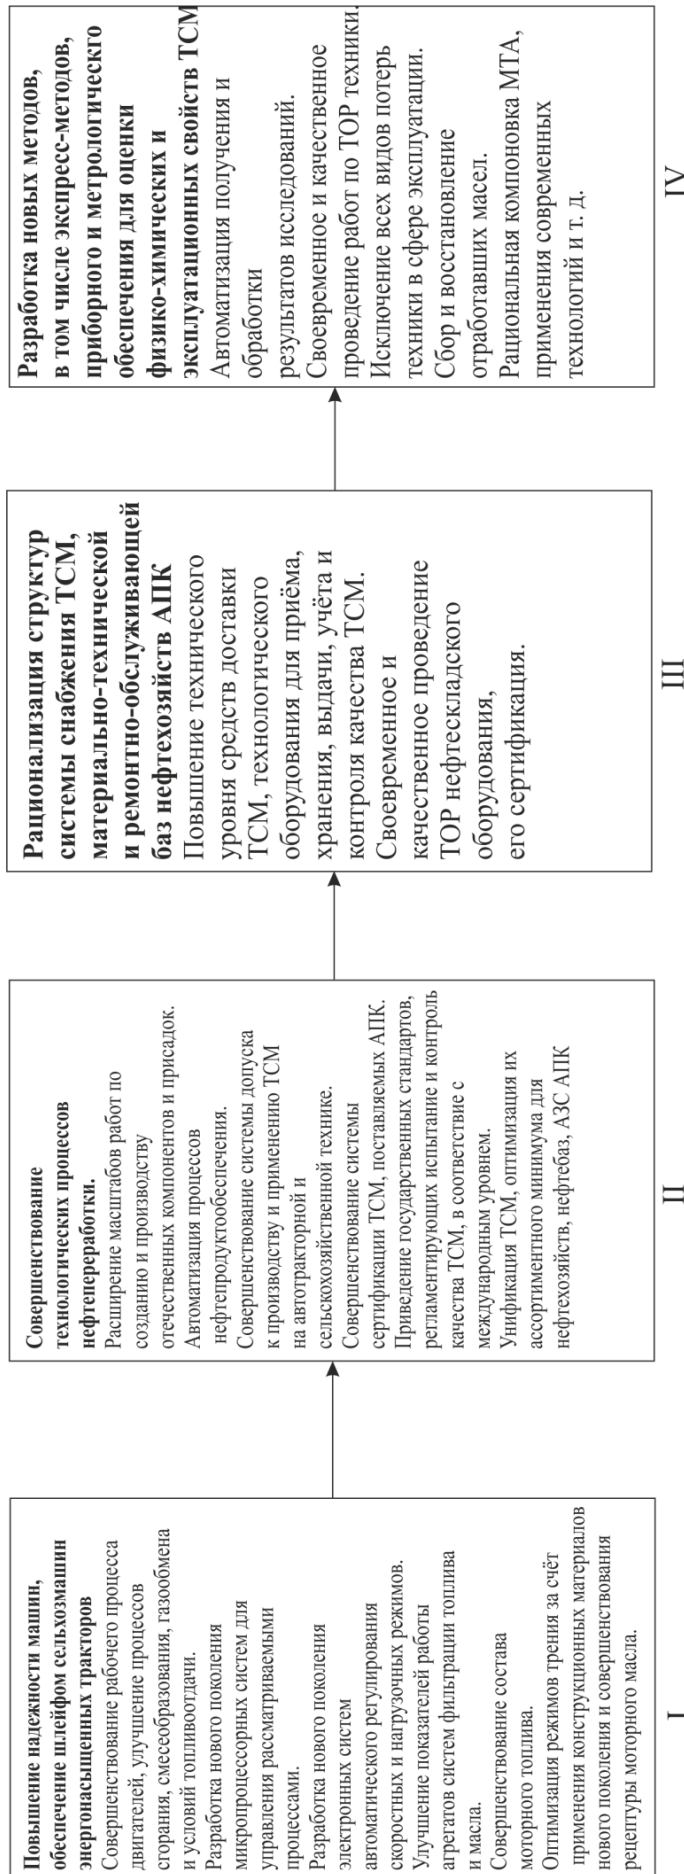 Повышение надежности машин,
обеспечение шлейфом сельхозмашин
энергонасыщенных тракторов
Совершенствование рабочего процесса
двигателей, улучшение процессов
сгорания, смесеобразования, газообмена
и условий топливоотдачи.
Разработка нового поколения
микропроцессорных систем для
управления рассматриваемыми
процессами.
Разработка нового поколения
электронных систем
автоматического регулирования
скоростных и нагрузочных режимов.
Улучшение показателей работы
агрегатов систем фильтрации топлива
и масла.
Совершенствование состава
моторного топлива.
Оптимизация режимов трения за счёт
применения конструкционных материалов
нового поколения и совершенствования
рецептуры моторного масла.
I
Совершенствование
технологических процессов
нефтепереработки.
Расширение масштабов работ по
созданию и производству
отечественных компонентов и присадок.
Автоматизация процессов
нефтепродуктообеспечения.
Совершенствование системы допуска
к производству и применению ТСМ
на автотракторной и
сельскохозяйственной технике.
Совершенствование системы
сертификации ТСМ, поставляемых АПК.
Приведение государственных стандартов,
регламентирующих испытание и контроль
качества ТСМ, в соответствие с
международным уровнем.
Унификация ТСМ, оптимизация их
ассортиментного минимума для
нефтехозяйств, нефтебаз, АЗС АПК
II
Рационализация структур
системы снабжения ТСМ,
материально-технической
и ремонтно-обслуживающей
баз нефтехозяйств АПК
Повышение технического
уровня средств доставки
ТСМ, технологического
оборудования для приёма,
хранения, выдачи, учёта и
контроля качества ТСМ.
Своевременное и
качественное проведение
ТОР нефтескладского
оборудования,
его сертификация.
III
Разработка новых методов,
в том числе экспресс-методов,
приборного и метрологическго
обеспечения для оценки
физико-химических и
эксплуатационных свойств ТСМ
Автоматизация получения и
обработки
результатов исследований.
Своевременное и качественное
проведение работ по ТОР техники.
Исключение всех видов потерь
техники в сфере эксплуатации.
Сбор и восстановление
отработавших масел.
Рациональная компоновка МТА,
применения современных
технологий и т. д.
IV